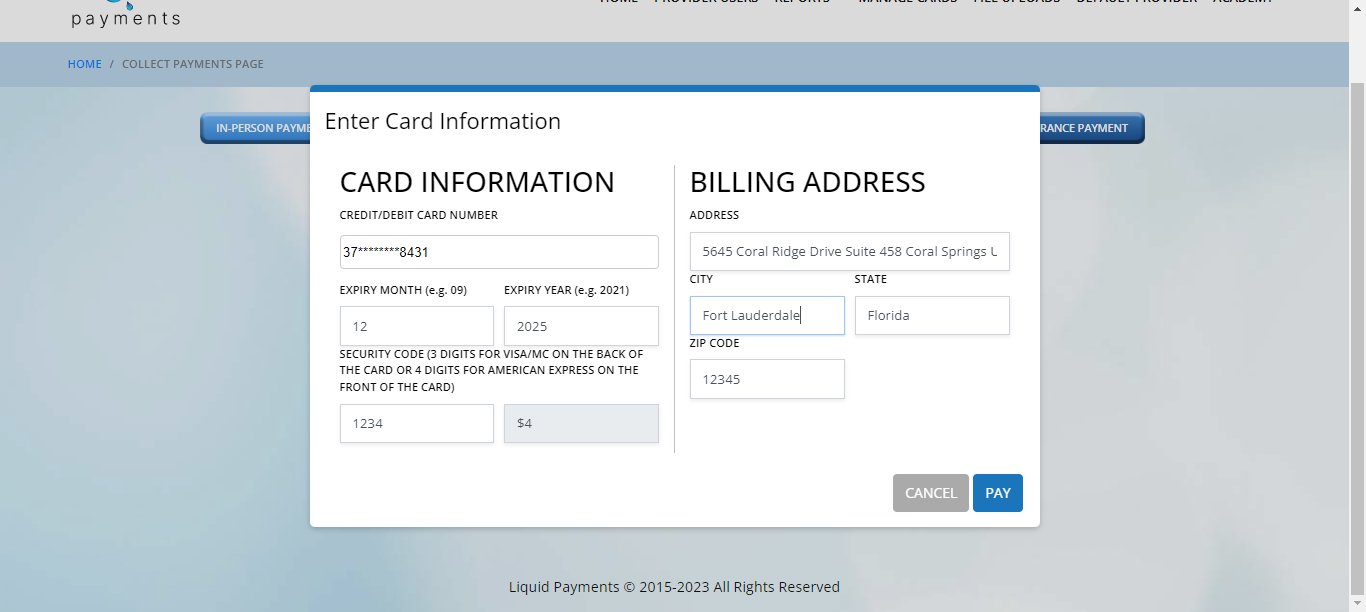 payments
HOME PROVIDER USERS REPORTS MANAGE CARDS FILE UPLOADS DEFAULT PROVIDER ACADEMY
HOME / COLLECT PAYMENTS PAGE
IN-PERSON PAYME
RANCE PAYMENT
Enter Card Information
CARD INFORMATION
CREDIT/DEBIT CARD NUMBER
37********8431
EXPIRY MONTH (e.g. 09) EXPIRY YEAR (e.g. 2021)
12 2025
SECURITY CODE (3 DIGITS FOR VISA/MC ON THE BACK OF
THE CARD OR 4 DIGITS FOR AMERICAN EXPRESS ON THE
FRONT OF THE CARD)
1234 $4
BILLING ADDRESS
ADDRESS
5645 Coral Ridge Drive Suite 458 Coral Springs U
CITY STATE
Fort Lauderdale Florida
ZIP CODE
12345
CANCEL PAY
Liquid Payments © 2015-2023 All Rights Reserved